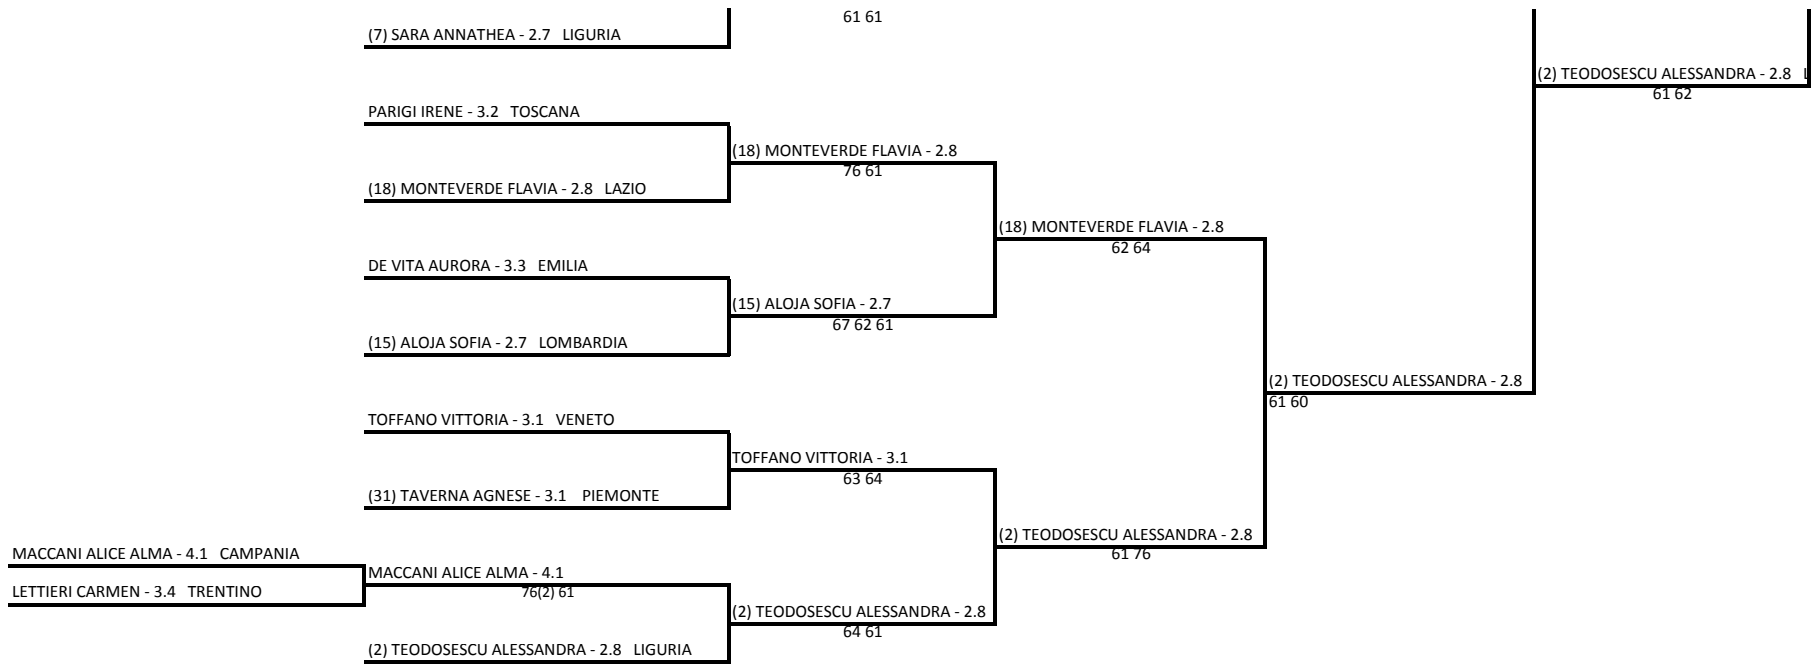 61 61
(7) SARA ANNATHEA - 2.7 LIGURIA
(2) TEODOSESCU ALESSANDRA - 2.8 L
61 62
PARIGI IRENE - 3.2 TOSCANA
(18) MONTEVERDE FLAVIA - 2.8
76 61
(18) MONTEVERDE FLAVIA - 2.8 LAZIO
(18) MONTEVERDE FLAVIA - 2.8
62 64
DE VITA AURORA - 3.3 EMILIA
(15) ALOJA SOFIA - 2.7
67 62 61
(15) ALOJA SOFIA - 2.7 LOMBARDIA
(2) TEODOSESCU ALESSANDRA - 2.8
61 60
TOFFANO VITTORIA - 3.1 VENETO
TOFFANO VITTORIA - 3.1
63 64
(31) TAVERNA AGNESE - 3.1 PIEMONTE
(2) TEODOSESCU ALESSANDRA - 2.8
61 76
MACCANI ALICE ALMA - 4.1 CAMPANIA
MACCANI ALICE ALMA - 4.1
76(2) 61
LETTIERI CARMEN - 3.4 TRENTINO
(2) TEODOSESCU ALESSANDRA - 2.8
64 61
(2) TEODOSESCU ALESSANDRA - 2.8 LIGURIA